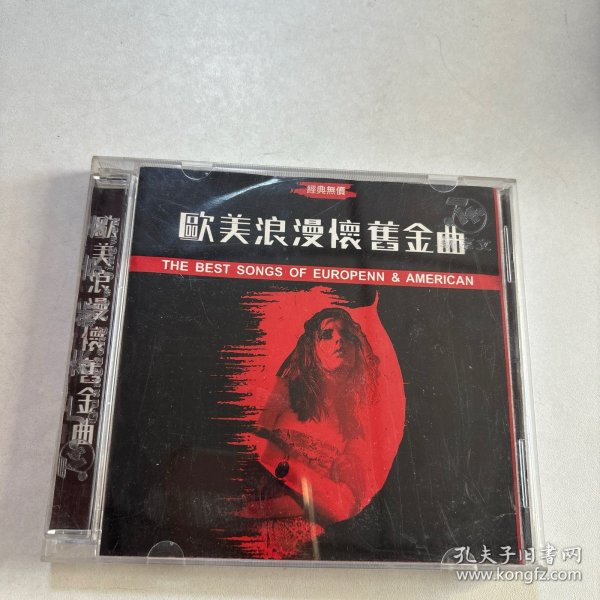 經典無價
歐美浪漫懷舊金曲
THE BEST SONGS OF EUROPENN & AMERICAN
歐美浪漫懷舊金曲
孔夫子旧书网
www.kongfz.com